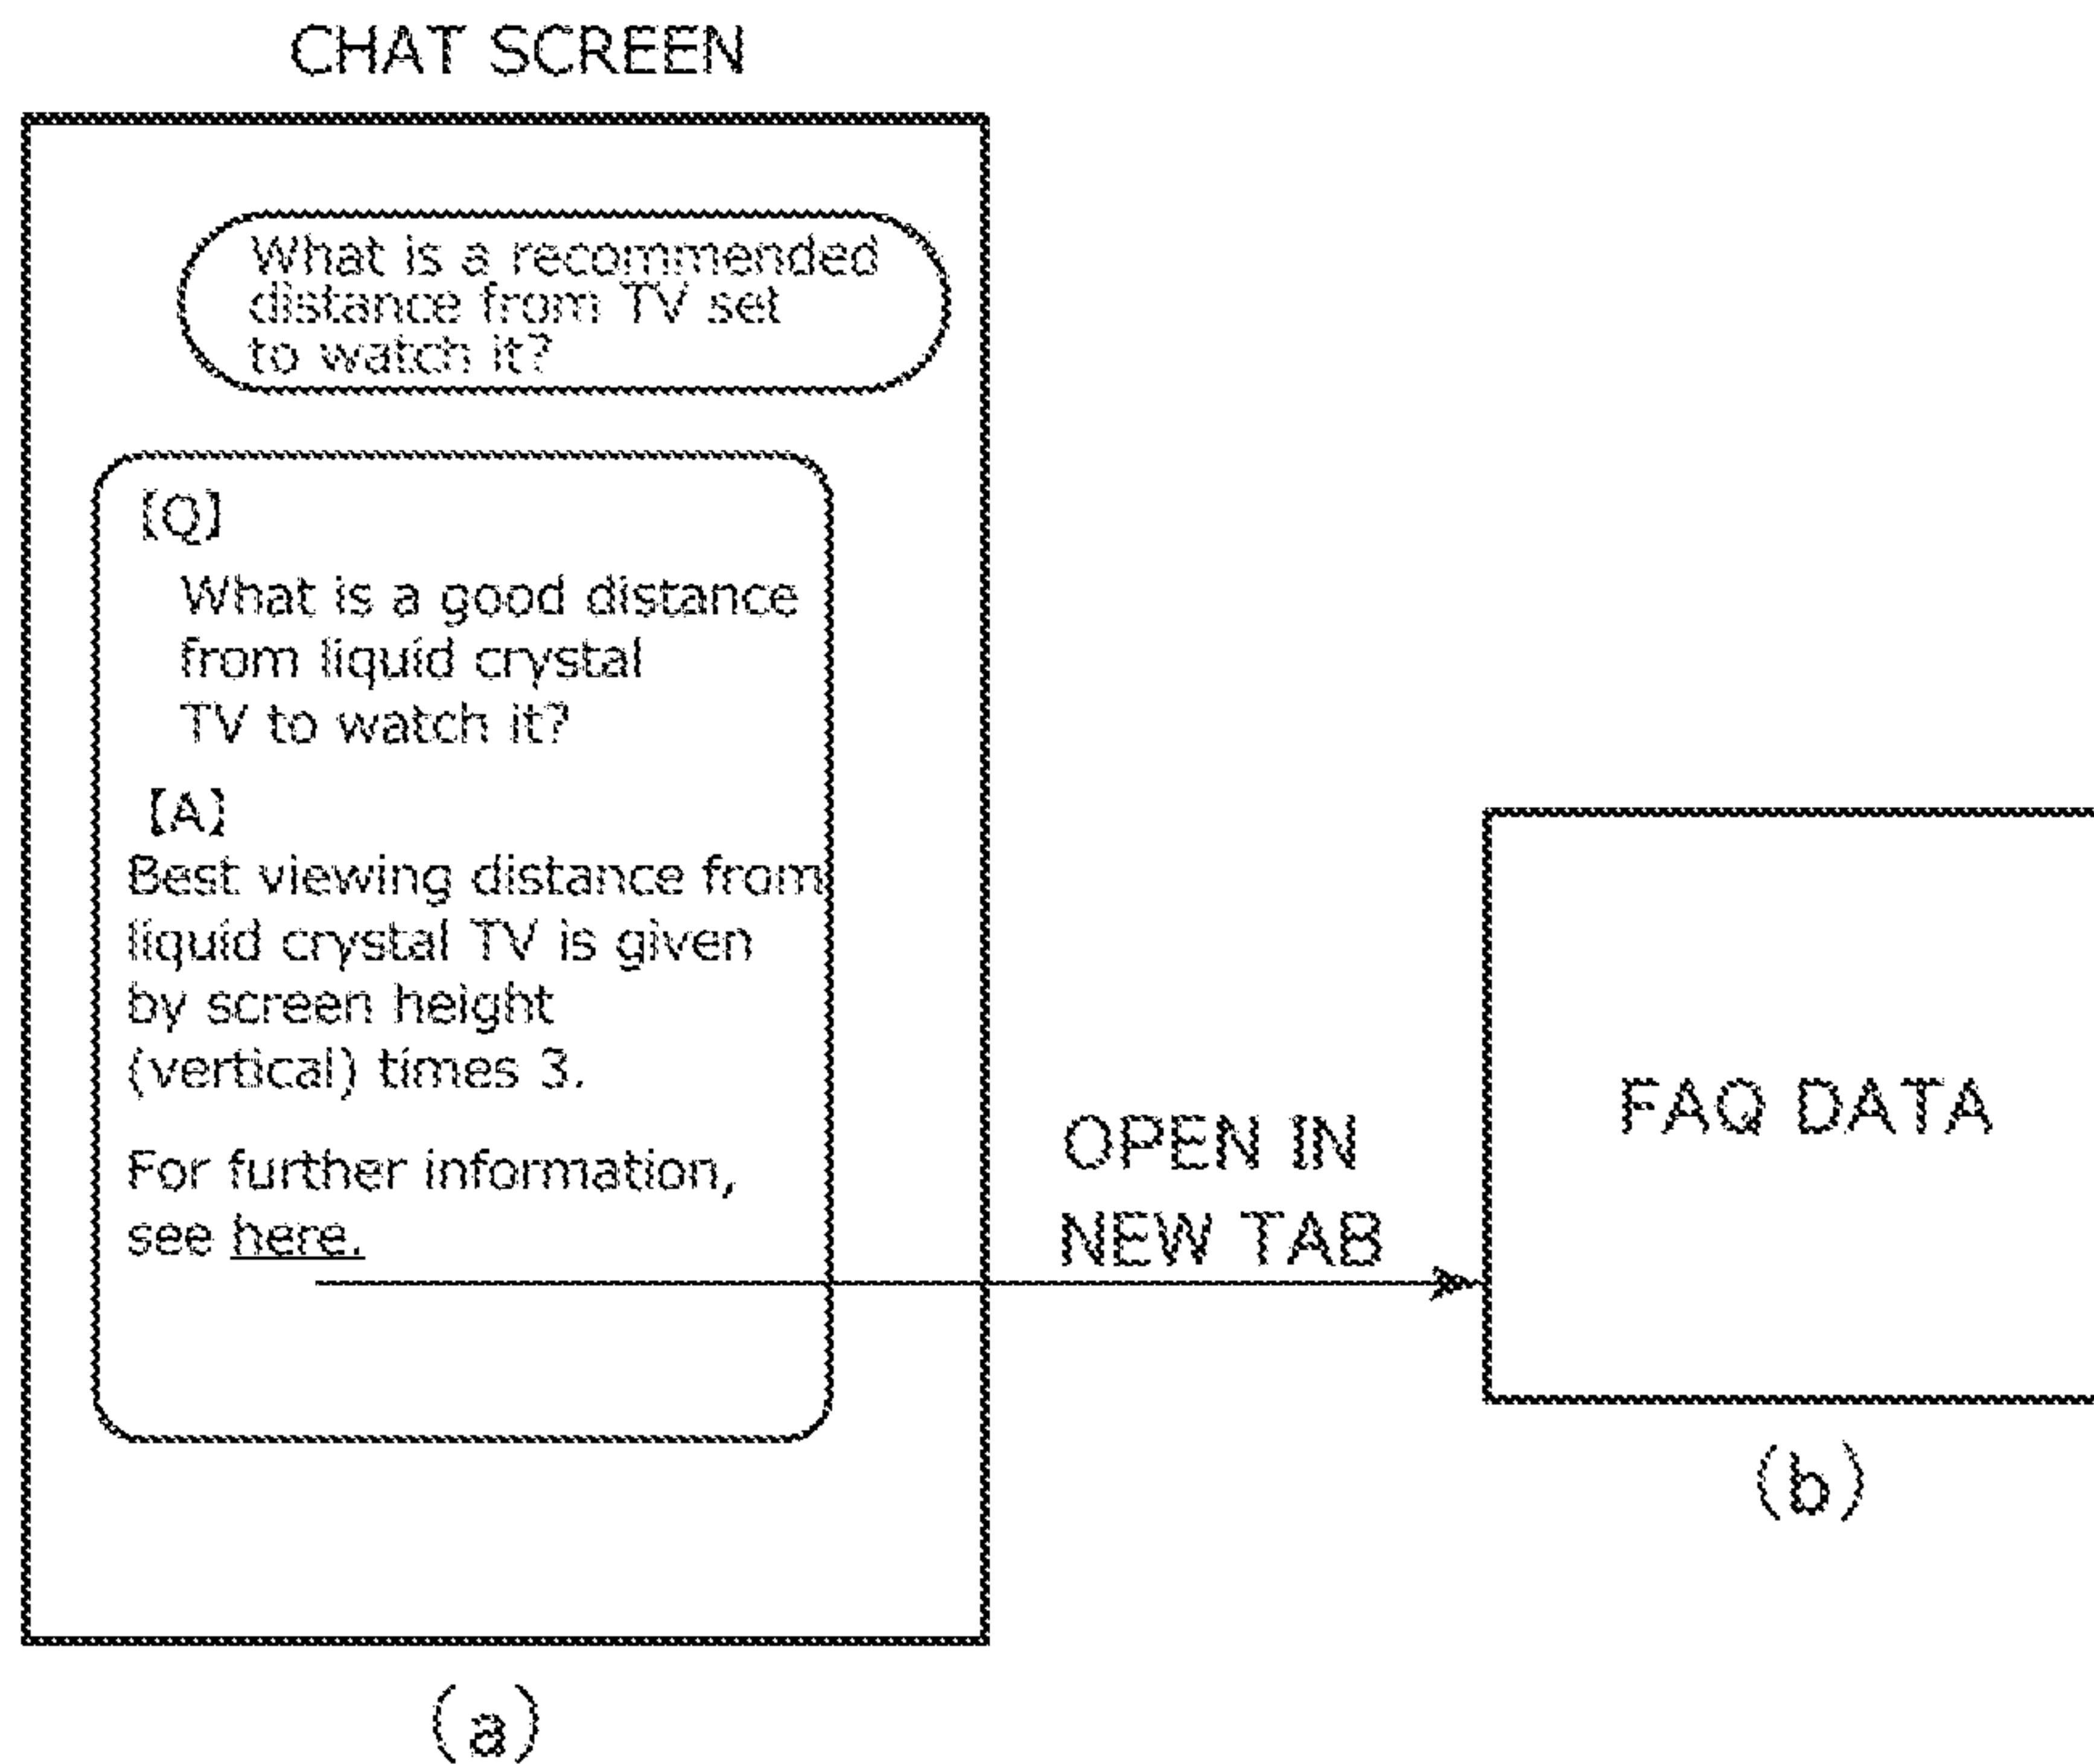 CHAT SCREEN
What is a recommended
distance from TV set
to watch it?
【Q】
What is a good distance
from liquid crystal
TV to watch it?
【A】
Best viewing distance from
liquid crystal TV is given
by screen height
(vertical) times 3.
For further information,
see here.
OPEN IN
NEW TAB
FAQ DATA
(b)
(a)